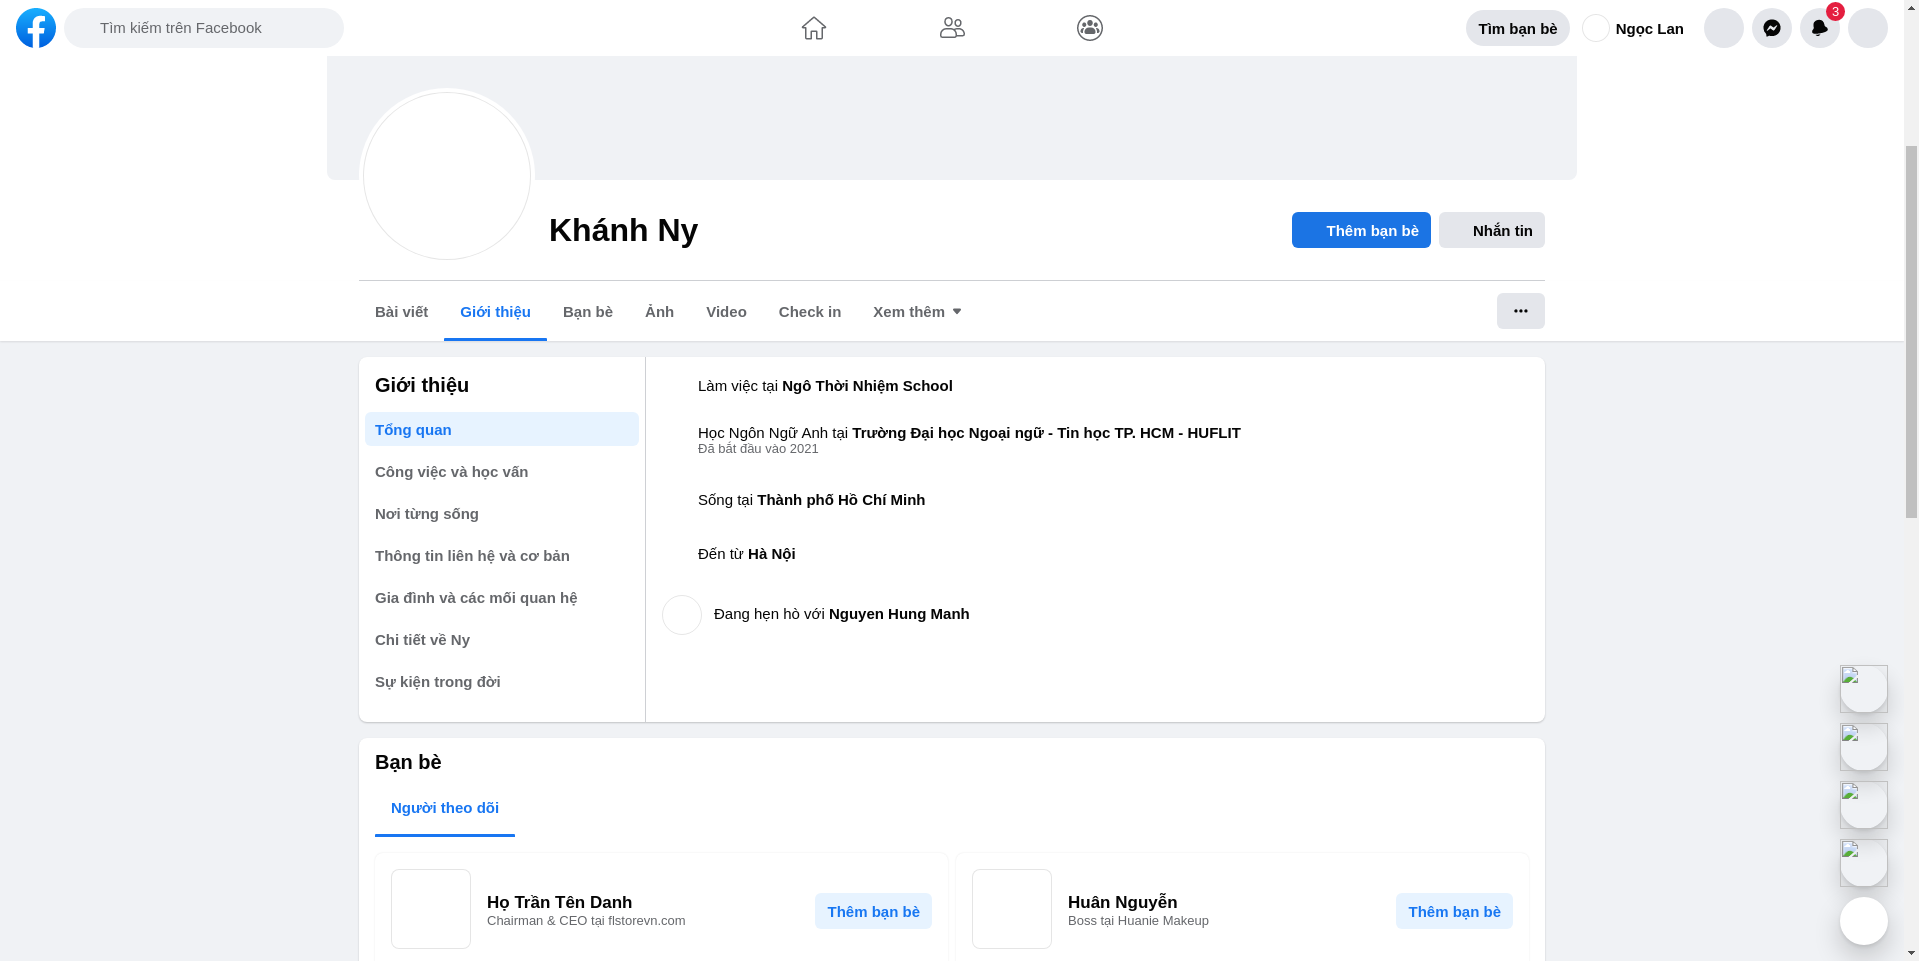 Tìm kiếm trên Facebook
Tìm bạn bè
Ngọc Lan
3
Khánh Ny
Thêm bạn bè
Nhắn tin
Bài viết
Giới thiệu
Bạn bè
Ảnh
Video
Check in
Xem thêm
Giới thiệu
Tổng quan
Công việc và học vấn
Nơi từng sống
Thông tin liên hệ và cơ bản
Gia đình và các mối quan hệ
Chi tiết về Ny
Sự kiện trong đời
Làm việc tại Ngô Thời Nhiệm School
Học Ngôn Ngữ Anh tại Trường Đại học Ngoại ngữ - Tin học TP. HCM - HUFLIT
Đã bắt đầu vào 2021
Sống tại Thành phố Hồ Chí Minh
Đến từ Hà Nội
Đang hẹn hò với Nguyen Hung Manh
Bạn bè
Người theo dõi
Họ Trần Tên Danh
Chairman & CEO tại flstorevn.com
Thêm bạn bè
Huân Nguyễn
Boss tại Huanie Makeup
Thêm bạn bè